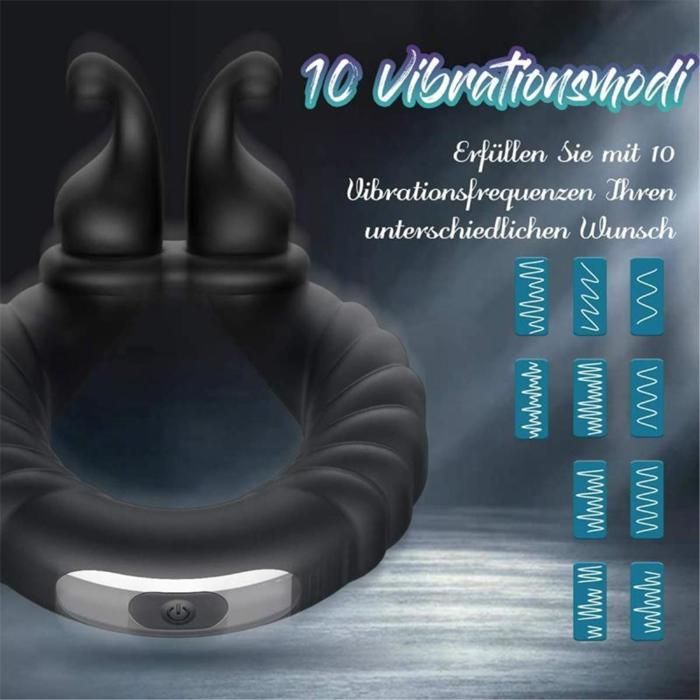 10 Vibrationsmodi
Erfüllen Sie mit 10
Vibrationsfrequenzen Ihren
unterschiedlichen Wunsch